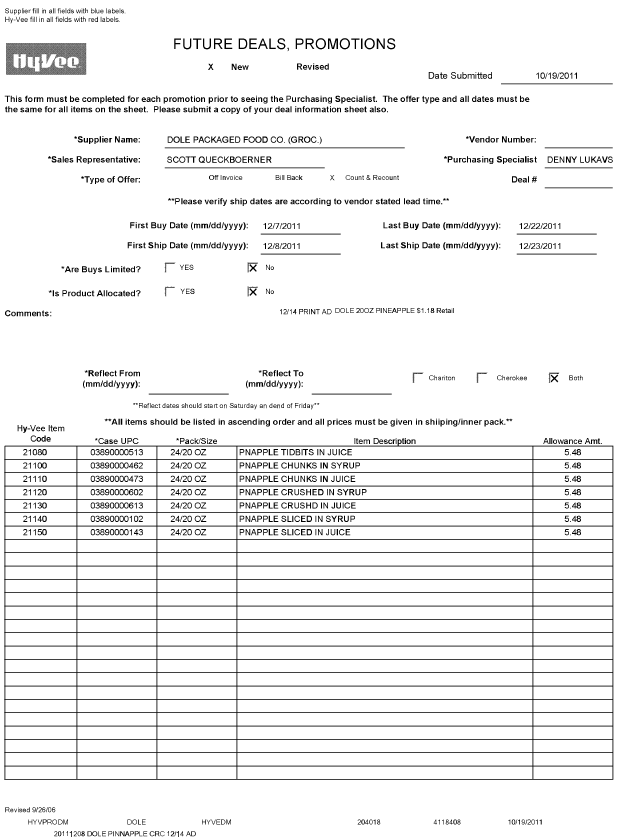 Supplier fill in all fields with blue labels.
Hy-Vee fill in all fields with red labels.
HyVee
FUTURE DEALS, PROMOTIONS
X New Revised
Date Submitted 10/19/2011
This form must be completed for each promotion prior to seeing the Purchasing Specialist. The offer type and all dates must be
the same for all items on the sheet. Please submit a copy of your deal information sheet also.
*Supplier Name: DOLE PACKAGED FOOD CO. (GROC.) *Vendor Number:
*Sales Representative: SCOTT QUECKBOERNER *Purchasing Specialist DENNY LUKAVS
*Type of Offer: Off Invoice Bill Back X Count & Recount Deal #
**Please verify ship dates are according to vendor stated lead time.**
First Buy Date (mm/dd/yyyy): 12/7/2011 Last Buy Date (mm/dd/yyyy): 12/22/2011
First Ship Date (mm/dd/yyyy): 12/8/2011 Last Ship Date (mm/dd/yyyy): 12/23/2011
*Are Buys Limited? YES X No
*Is Product Allocated? YES X No
Comments: 12/14 PRINT AD DOLE 20OZ PINEAPPLE $1.18 Retail
*Reflect From *Reflect To
(mm/dd/yyyy): (mm/dd/yyyy): Chariton Cherokee X Both
**Reflect dates should start on Saturday an dend of Friday**
**All items should be listed in ascending order and all prices must be given in shiiping/inner pack.**
Hy-Vee Item
Code *Case UPC *Pack/Size Item Description Allowance Amt.
21080 03890000513 24/20 OZ PNAPPLE TIDBITS IN JUICE 5.48
21100 03890000462 24/20 OZ PNAPPLE CHUNKS IN SYRUP 5.48
21110 03890000473 24/20 OZ PNAPPLE CHUNKS IN JUICE 5.48
21120 03890000602 24/20 OZ PNAPPLE CRUSHED IN SYRUP 5.48
21130 03890000613 24/20 OZ PNAPPLE CRUSHD IN JUICE 5.48
21140 03890000102 24/20 OZ PNAPPLE SLICED IN SYRUP 5.48
21150 03890000143 24/20 OZ PNAPPLE SLICED IN JUICE 5.48
Revised 9/26/06
HYVPRODM DOLE HYVEDM 204018 4118408 10/19/2011
20111208 DOLE PINNAPPLE CRC 12/14 AD